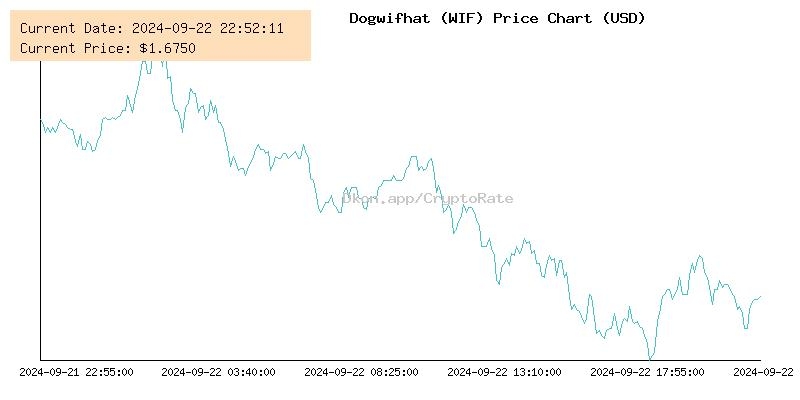 Dogwifhat (WIF) Price Chart (USD)
Current Date: 2024-09-22 22:52:11
Current Price: $1.6750
Dkon.app/CryptoRate
2024-09-21 22:55:00 2024-09-22 03:40:00 2024-09-22 08:25:00 2024-09-22 13:10:00 2024-09-22 17:55:00 2024-09-22